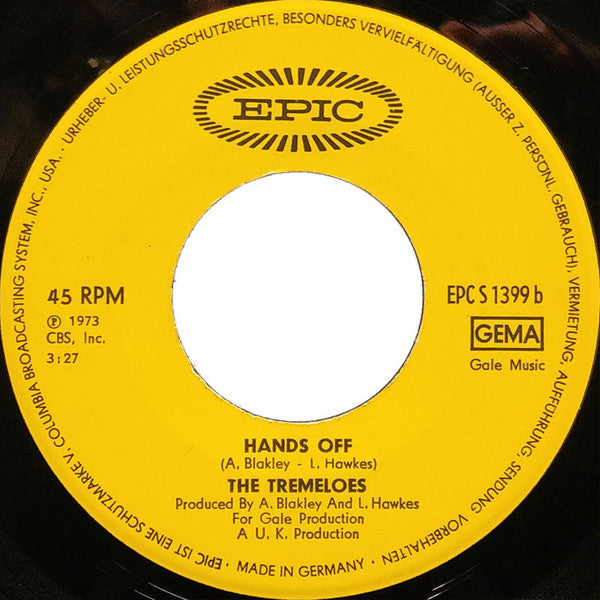 EPIC IST EINE SCHUTZMARKE V. COLUMBIA BROADCASTING SYSTEM, INC., USA. · URHEBER- U. LEISTUNGSSCHUTZRECHTE, BESONDERS VERVIELFÄLTIGUNG (AUSSER Z. PERSÖNL. GEBRAUCH), VERMIETUNG, AUFFÜHRUNG, SENDUNG VORBEHALTEN ·
EPIC
45 RPM
Ⓟ 1973
CBS, Inc.
3:27
EPC S 1399 b
GEMA
Gale Music
HANDS OFF
(A. Blakley - L. Hawkes)
THE TREMELOES
Produced By A. Blakley And L. Hawkes
For Gale Production
A U. K. Production
MADE IN GERMANY